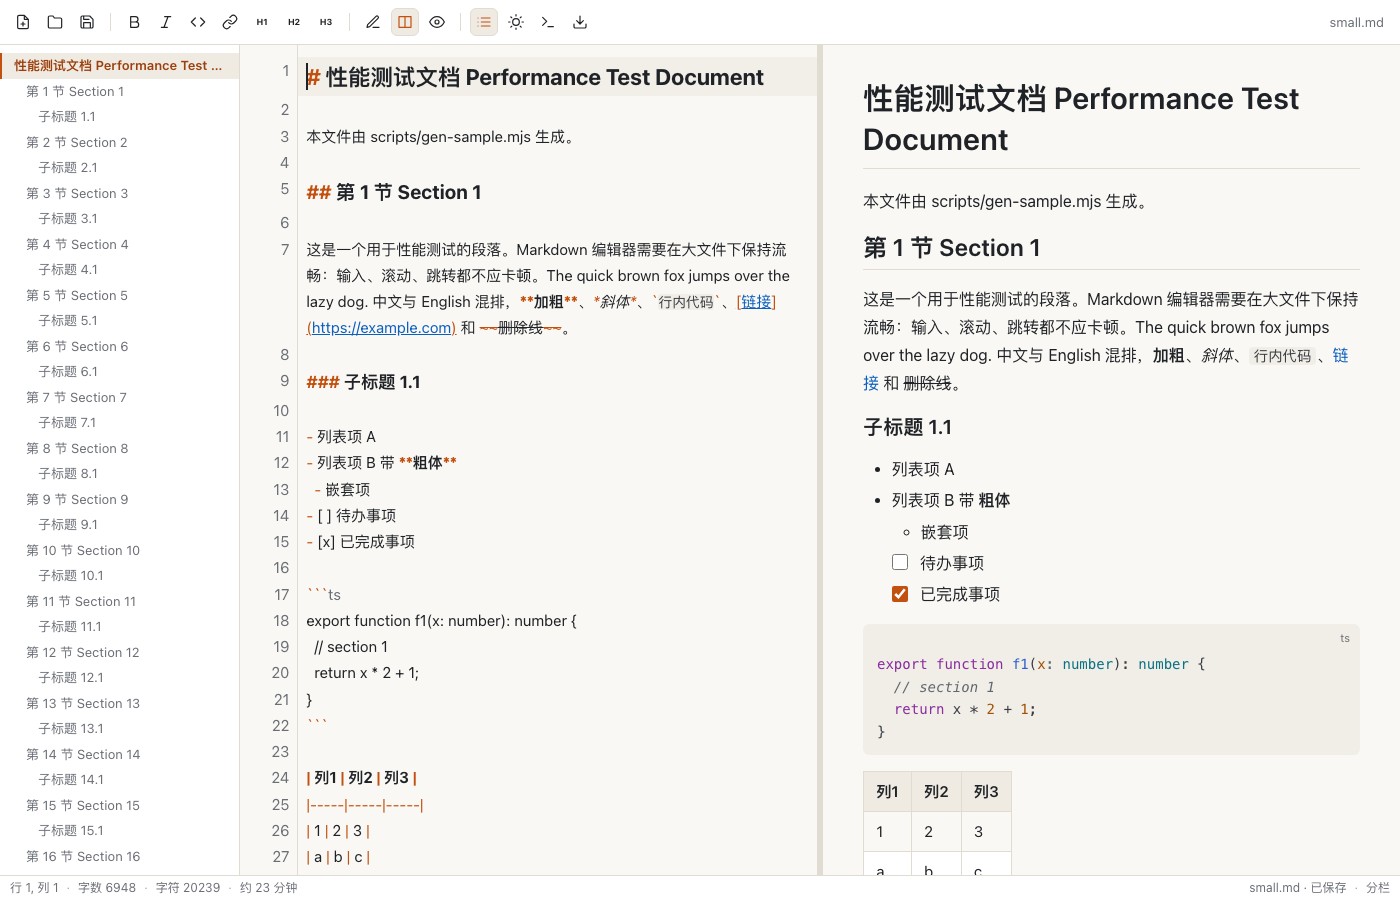 H1 H2 H3 small.md
性能测试文档 Performance Test ...
第 1 节 Section 1
子标题 1.1
第 2 节 Section 2
子标题 2.1
第 3 节 Section 3
子标题 3.1
第 4 节 Section 4
子标题 4.1
第 5 节 Section 5
子标题 5.1
第 6 节 Section 6
子标题 6.1
第 7 节 Section 7
子标题 7.1
第 8 节 Section 8
子标题 8.1
第 9 节 Section 9
子标题 9.1
第 10 节 Section 10
子标题 10.1
第 11 节 Section 11
子标题 11.1
第 12 节 Section 12
子标题 12.1
第 13 节 Section 13
子标题 13.1
第 14 节 Section 14
子标题 14.1
第 15 节 Section 15
子标题 15.1
第 16 节 Section 16
1 # 性能测试文档 Performance Test Document
2
3 本文件由 scripts/gen-sample.mjs 生成。
4
5 ## 第 1 节 Section 1
6
7 这是一个用于性能测试的段落。Markdown 编辑器需要在大文件下保持流
畅：输入、滚动、跳转都不应卡顿。The quick brown fox jumps over the
lazy dog. 中文与 English 混排，**加粗**、*斜体*、`行内代码`、[链接]
(https://example.com) 和 ~~删除线~~。
8
9 ### 子标题 1.1
10
11 - 列表项 A
12 - 列表项 B 带 **粗体**
13   - 嵌套项
14 - [ ] 待办事项
15 - [x] 已完成事项
16
17 ```ts
18 export function f1(x: number): number {
19   // section 1
20   return x * 2 + 1;
21 }
22 ```
23
24 | 列1 | 列2 | 列3 |
25 |-----|-----|-----|
26 | 1 | 2 | 3 |
27 | a | b | c |
性能测试文档 Performance Test
Document
本文件由 scripts/gen-sample.mjs 生成。
第 1 节 Section 1
这是一个用于性能测试的段落。Markdown 编辑器需要在大文件下保持
流畅：输入、滚动、跳转都不应卡顿。The quick brown fox jumps
over the lazy dog. 中文与 English 混排，加粗、斜体、行内代码、链
接 和 删除线。
子标题 1.1
• 列表项 A
• 列表项 B 带 粗体
◦ 嵌套项
待办事项
已完成事项
ts
export function f1(x: number): number {
  // section 1
  return x * 2 + 1;
}
列1 列2 列3
1 2 3
a b c
行 1, 列 1 · 字数 6948 · 字符 20239 · 约 23 分钟 small.md · 已保存 · 分栏